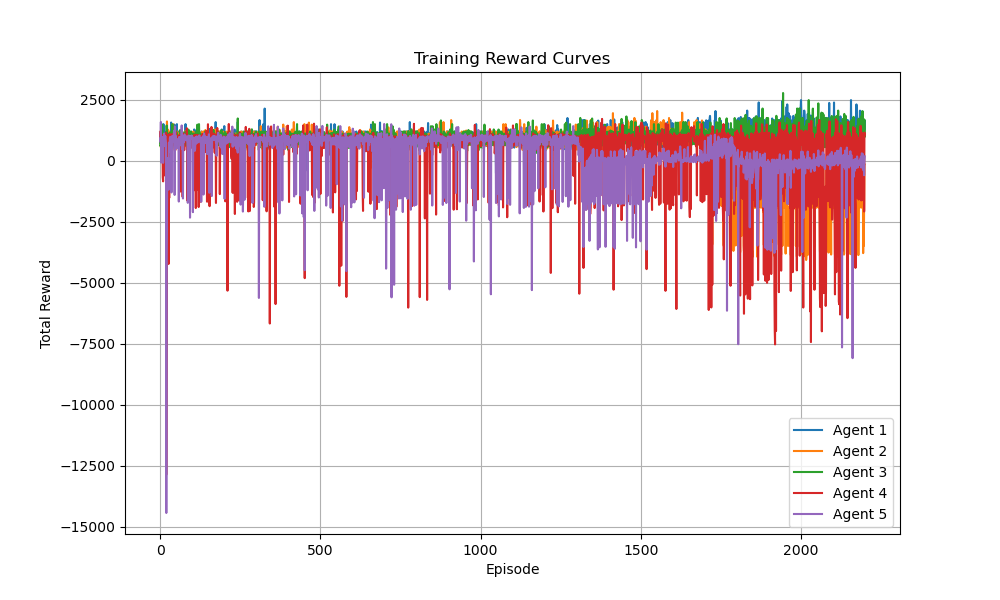 Training Reward Curves
2500
0
−2500
−5000
−7500
−10000
−12500
−15000
Total Reward
0 500 1000 1500 2000
Episode
Agent 1
Agent 2
Agent 3
Agent 4
Agent 5